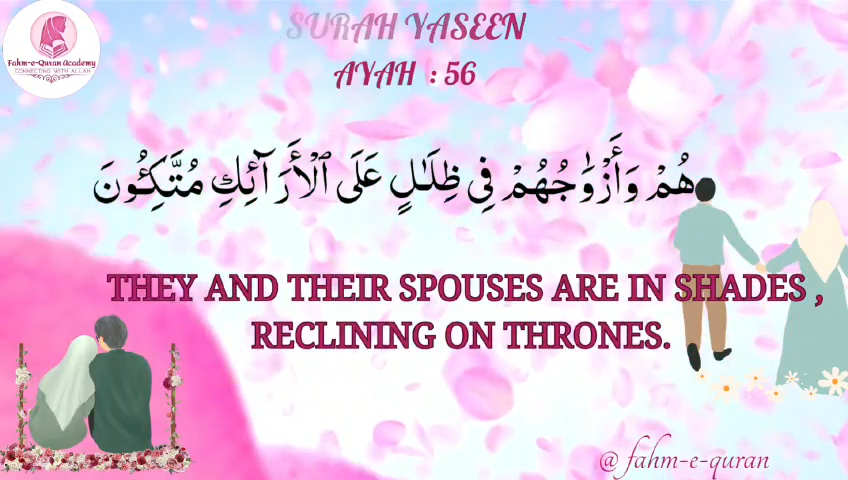 Fahm-e-Quran Academy
CONNECTING WITH ALLAH
SURAH YASEEN
AYAH : 56
هُمْ وَأَزْوَٰجُهُمْ فِى ظِلَـٰلٍ عَلَى ٱلْأَرَآئِكِ مُتَّكِـُٔونَ
THEY AND THEIR SPOUSES ARE IN SHADES ,
RECLINING ON THRONES.
@ fahm-e-quran